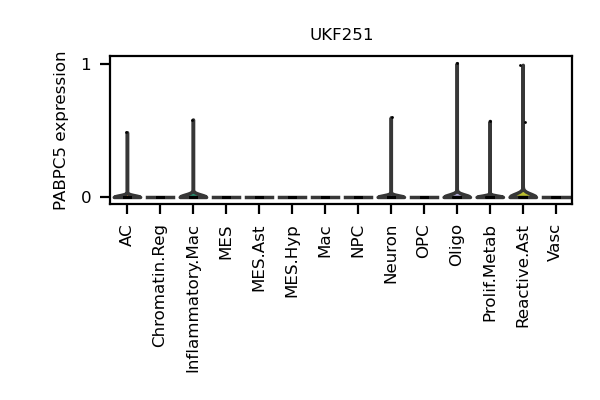 UKF251
PABPC5 expression
1
0
AC
Chromatin.Reg
Inflammatory.Mac
MES
MES.Ast
MES.Hyp
Mac
NPC
Neuron
OPC
Oligo
Prolif.Metab
Reactive.Ast
Vasc